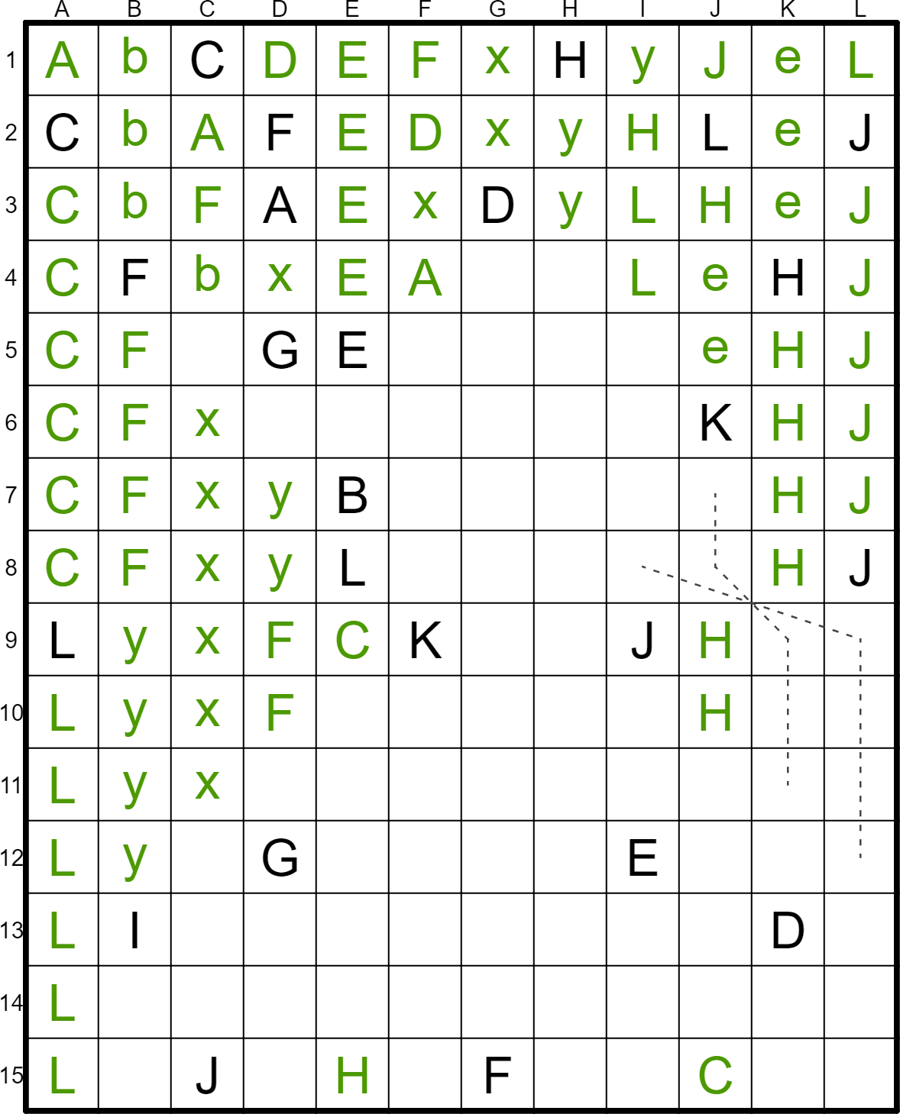 A B C D E F G H I J K L
1 A b C D E F x H y J e L
2 C b A F E D x y H L e J
3 C b F A E x D y L H e J
4 C F b x E A L e H J
5 C F G E e H J
6 C F x K H J
7 C F x y B H J
8 C F x y L H J
9 L y x F C K J H
10 L y x F H
11 L y x
12 L y G E
13 L I D
14 L
15 L J H F C